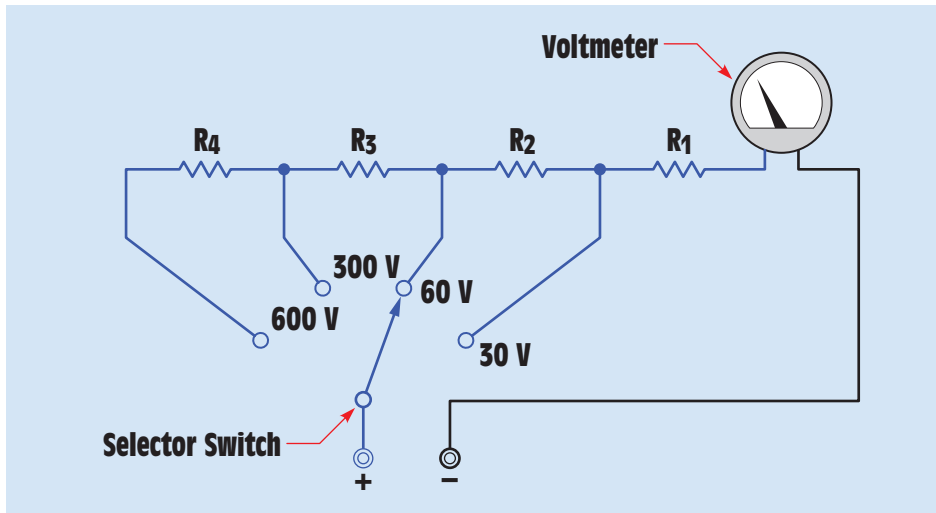 Voltmeter
R4
R3
R2
R1
300 V
60 V
600 V
30 V
Selector Switch
+
−